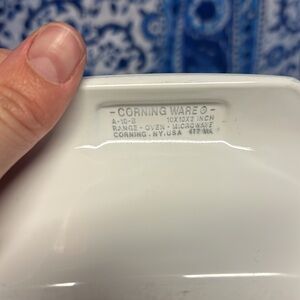 - CORNING WARE ® -
A-10-B 10X10X2 INCH
RANGE - OVEN - MICROWAVE
CORNING, NY. USA